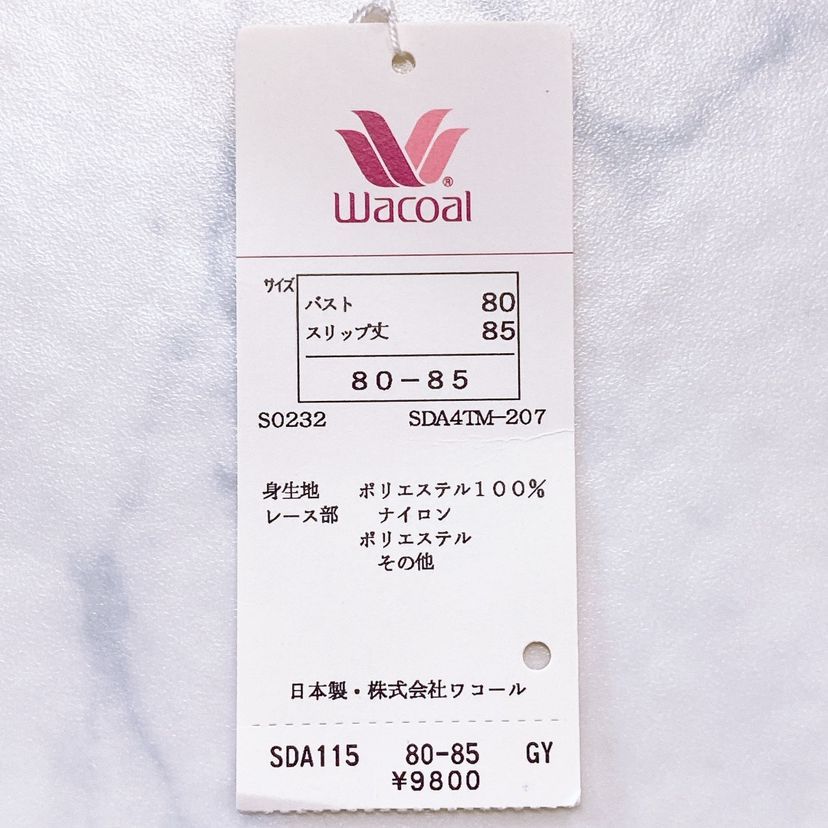 Wacoal®
サイズ
バスト 80
スリップ丈 85
80-85
S0232 SDA4TM-207
身生地 ポリエステル100%
レース部 ナイロン
ポリエステル
その他
日本製・株式会社ワコール
SDA115 80-85 GY
¥9800